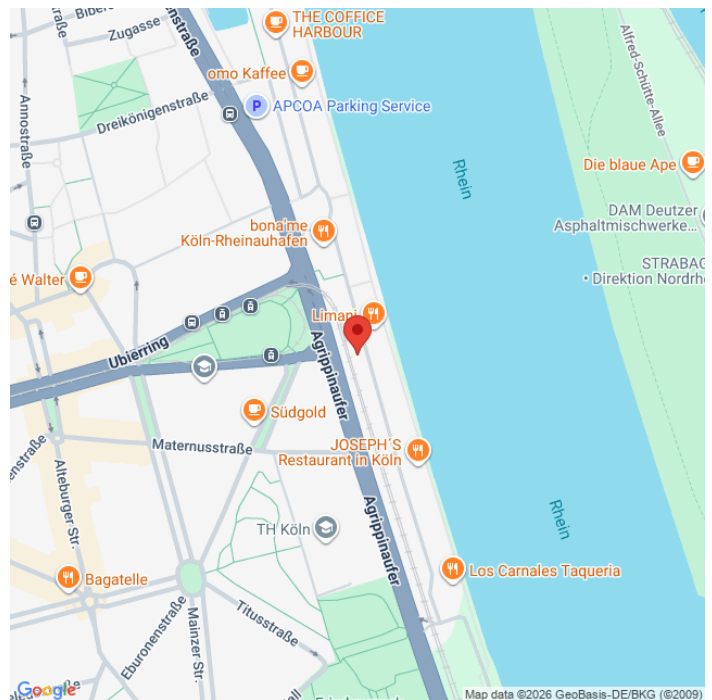 Bibero
Zugasse
THE COFFICE
HARBOUR
omo Kaffee
P
APCOA Parking Service
Dreikönigenstraße
Annostraße
Alfred-Schütte-Allee
Rhein
Die blaue Ape
DAM Deutzer
Asphaltmischwerke...
STRABAG
• Direktion Nordrhe
bona'me
Köln-Rheinauhafen
é Walter
Limani
Ubierring
Agrippinaufer
Südgold
Maternusstraße
JOSEPH´S
Restaurant in Köln
enstraße
Alteburger Str.
TH Köln
Agrippinaufer
Rhein
Los Carnales Taqueria
Bagatelle
Titusstraße
Eburonenstraße
Mainzer Str.
Google
Map data ©2026 GeoBasis-DE/BKG (©2009)